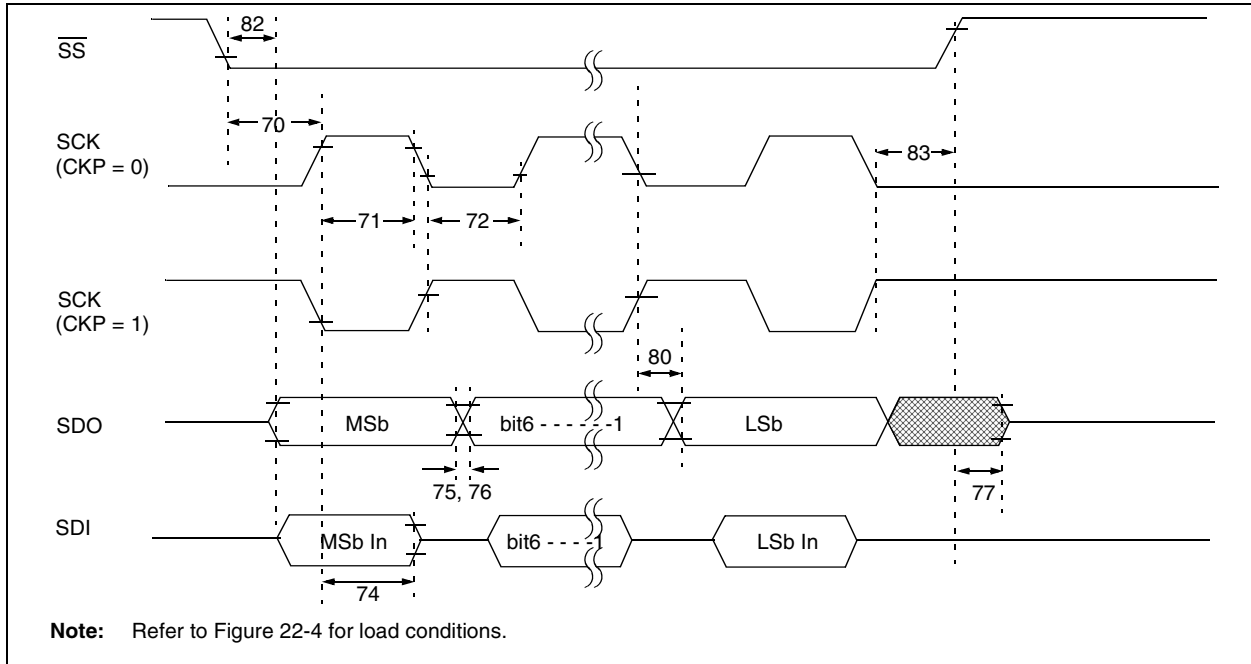 82
SS
70
SCK
(CKP = 0)
83
71
72
SCK
(CKP = 1)
80
SDO
MSb
bit6 - - - - - - -1
LSb
75, 76
77
SDI
MSb In
bit6 - - - - -1
LSb In
74
Note: Refer to Figure 22-4 for load conditions.